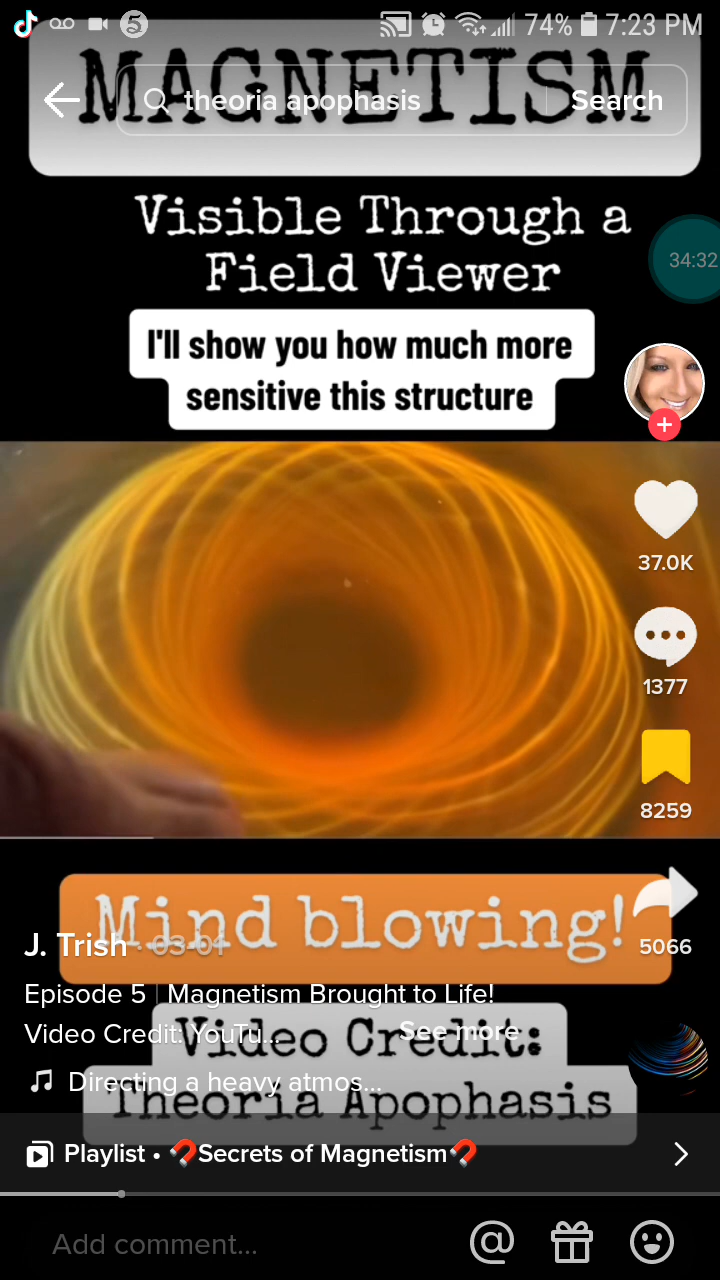 5 74% 7:23 PM
MAGNETISM
theoria apophasis Search
Visible Through a
Field Viewer
34:32
I'll show you how much more
sensitive this structure
37.0K
1377
8259
Mind blowing!
5066
J. Trish · 03-01
Episode 5 | Magnetism Brought to Life!
Video Credit: YouTu... See more
Video Credit:
Directing a heavy atmos...
Theoria Apophasis
Playlist • 🧲Secrets of Magnetism🧲
Add comment...